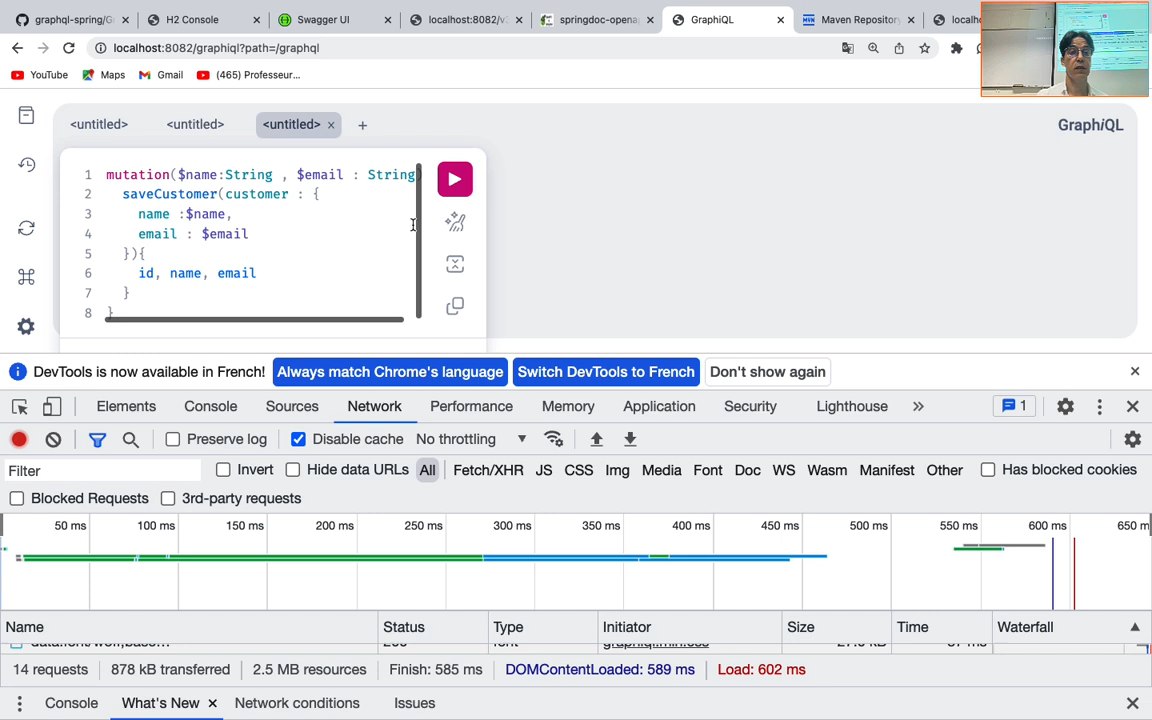 graphql-spring/G
H2 Console
Swagger UI
localhost:8082/v
springdoc-opena
GraphiQL
MVN
Maven Repository
localh
localhost:8082/graphiql?path=/graphql
YouTube
Maps
Gmail
(465) Professeur...
<untitled>
<untitled>
<untitled>
GraphiQL
1 mutation($name:String , $email : String)
2 saveCustomer(customer : {
3 name :$name,
4 email : $email
5 }){
6 id, name, email
7 }
8 }
DevTools is now available in French!
Always match Chrome's language
Switch DevTools to French
Don't show again
Elements
Console
Sources
Network
Performance
Memory
Application
Security
Lighthouse
1
Preserve log
Disable cache
No throttling
Filter
Invert
Hide data URLs
All
Fetch/XHR
JS
CSS
Img
Media
Font
Doc
WS
Wasm
Manifest
Other
Has blocked cookies
Blocked Requests
3rd-party requests
50 ms
100 ms
150 ms
200 ms
250 ms
300 ms
350 ms
400 ms
450 ms
500 ms
550 ms
600 ms
650 m
Name
Status
Type
Initiator
Size
Time
Waterfall
14 requests
878 kB transferred
2.5 MB resources
Finish: 585 ms
DOMContentLoaded: 589 ms
Load: 602 ms
Console
What's New
Network conditions
Issues